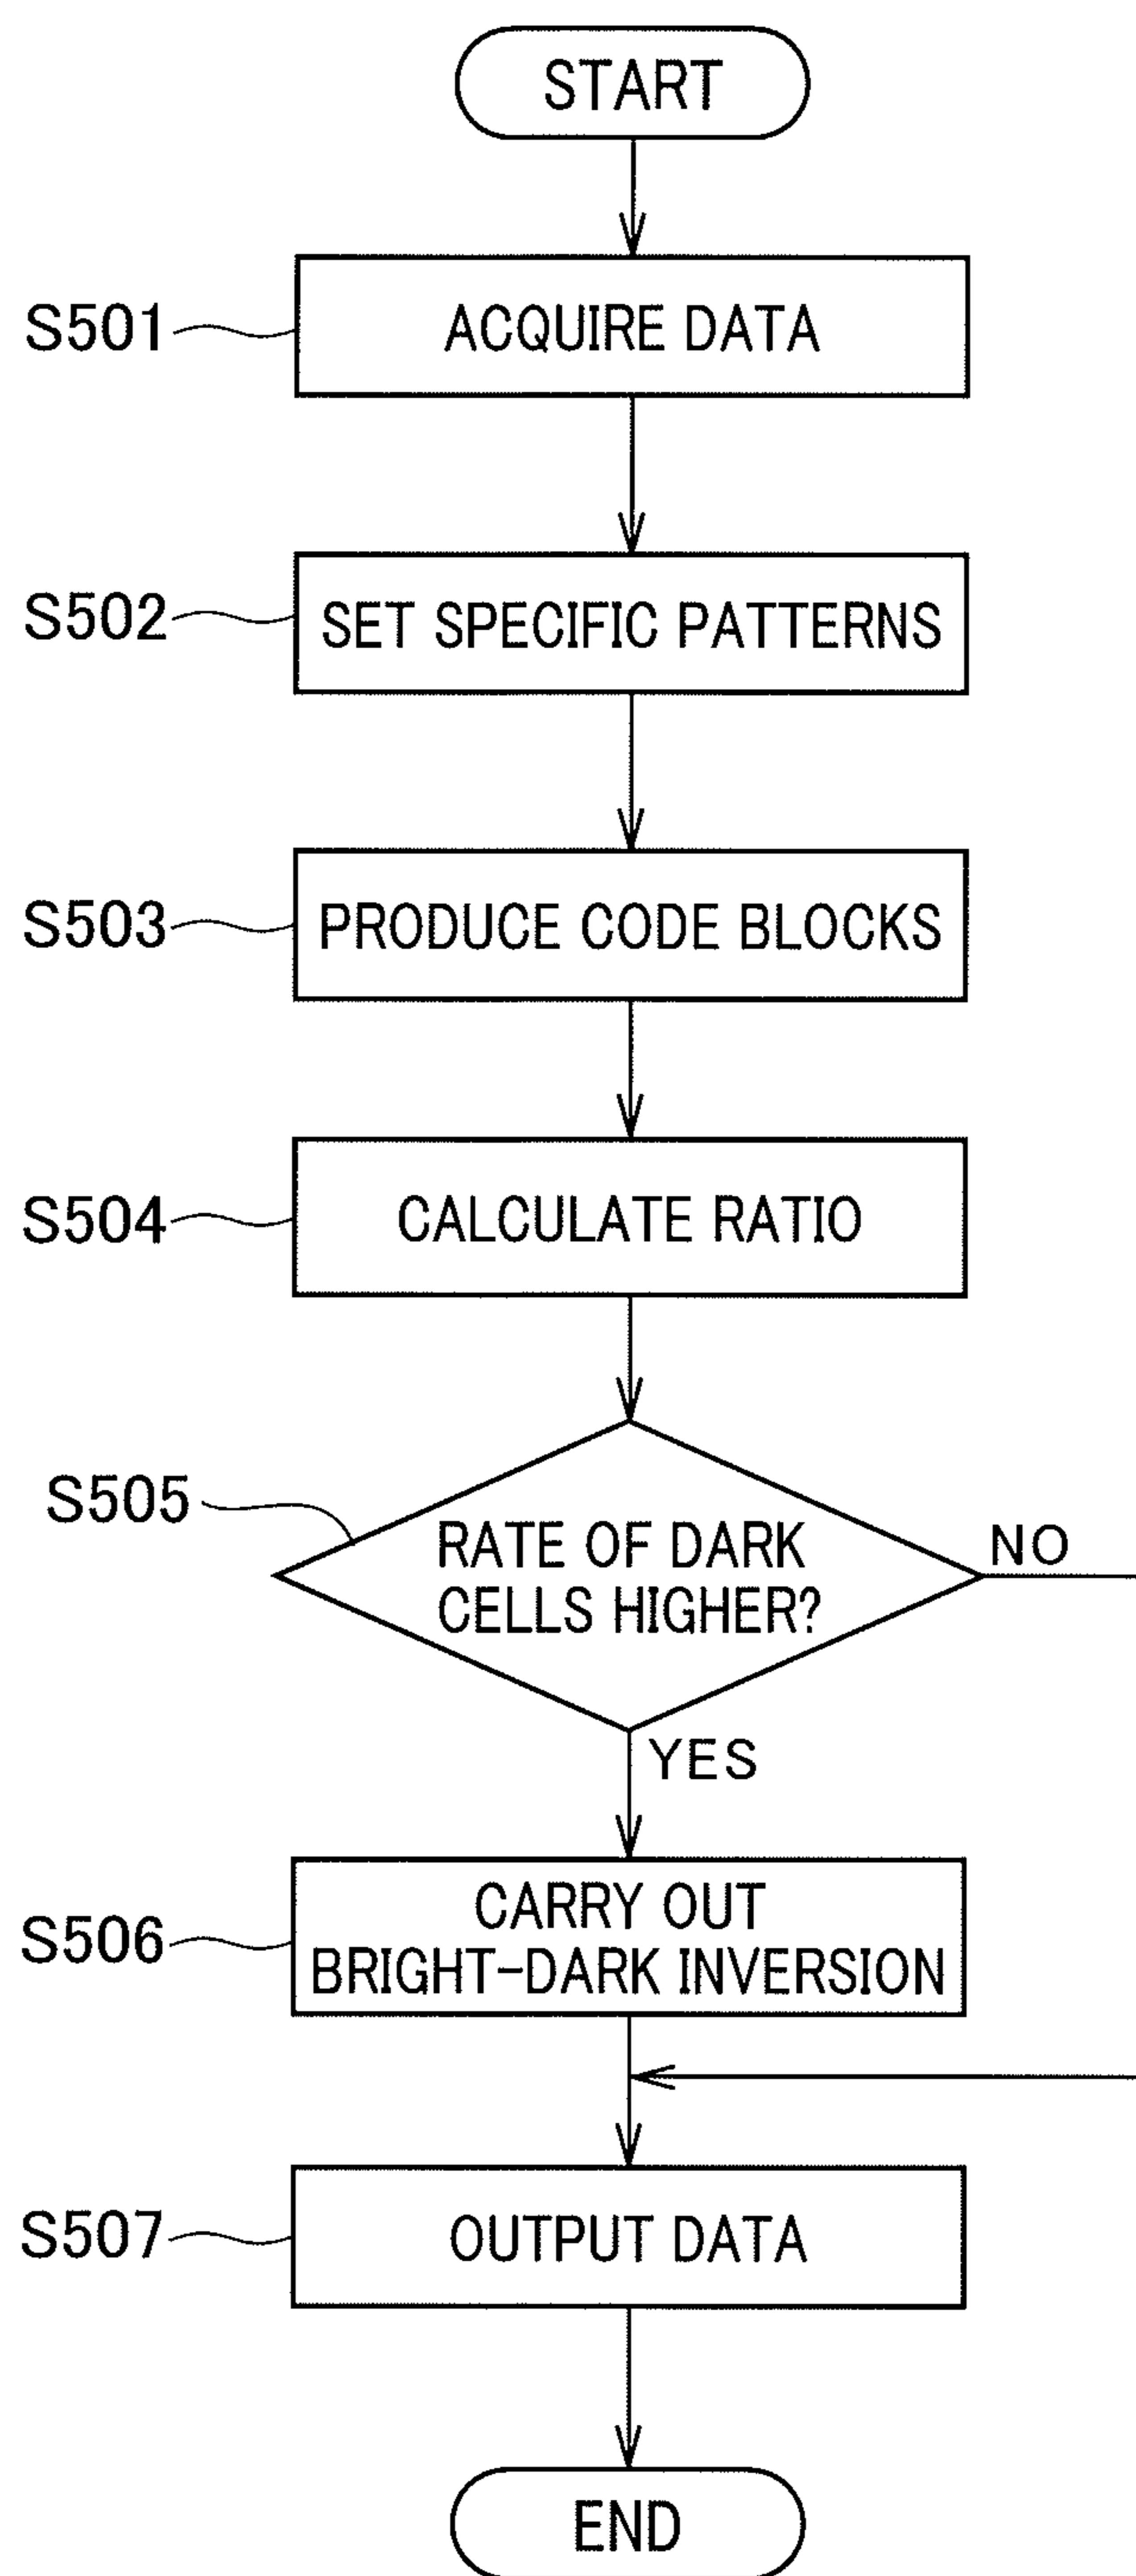 START
S501
ACQUIRE DATA
S502
SET SPECIFIC PATTERNS
S503
PRODUCE CODE BLOCKS
S504
CALCULATE RATIO
S505
RATE OF DARK
CELLS HIGHER?
NO
YES
S506
CARRY OUT
BRIGHT-DARK INVERSION
S507
OUTPUT DATA
END